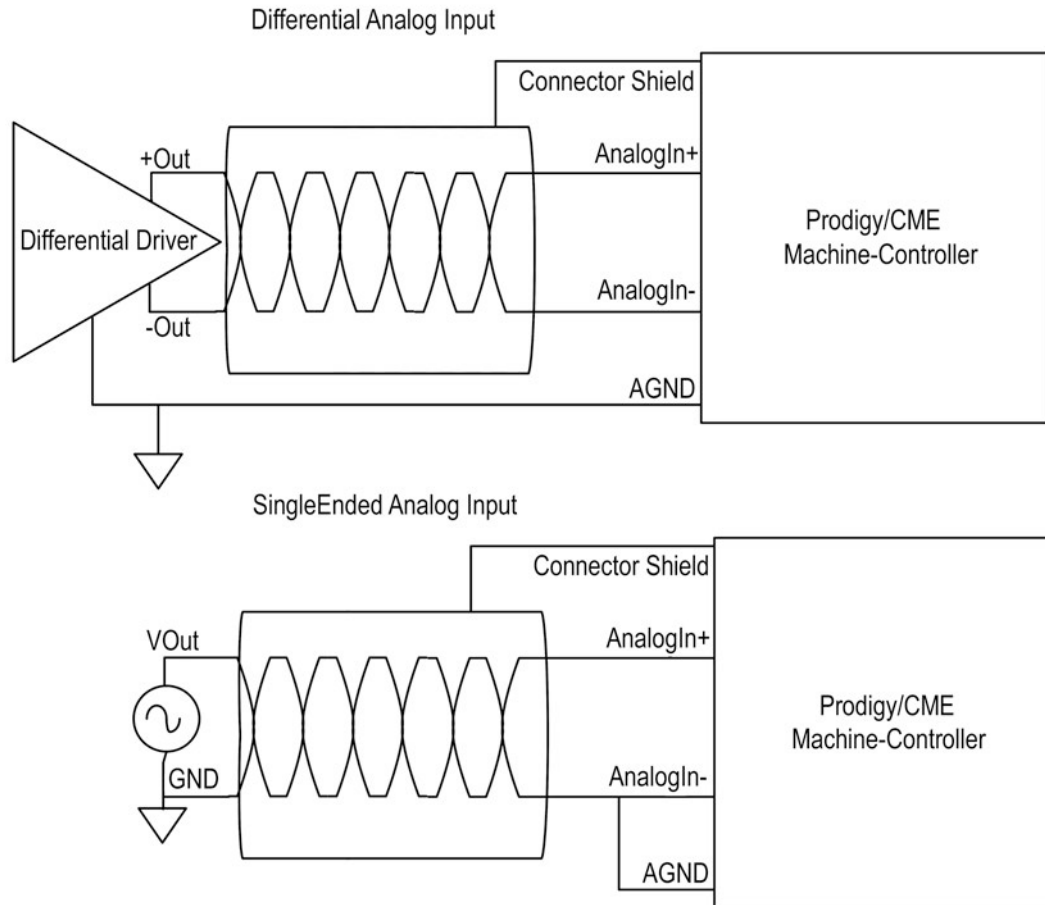 Differential Analog Input
Connector Shield
+Out
AnalogIn+
Differential Driver
Prodigy/CME
Machine-Controller
AnalogIn-
-Out
AGND
SingleEnded Analog Input
Connector Shield
VOut
AnalogIn+
Prodigy/CME
Machine-Controller
GND
AnalogIn-
AGND